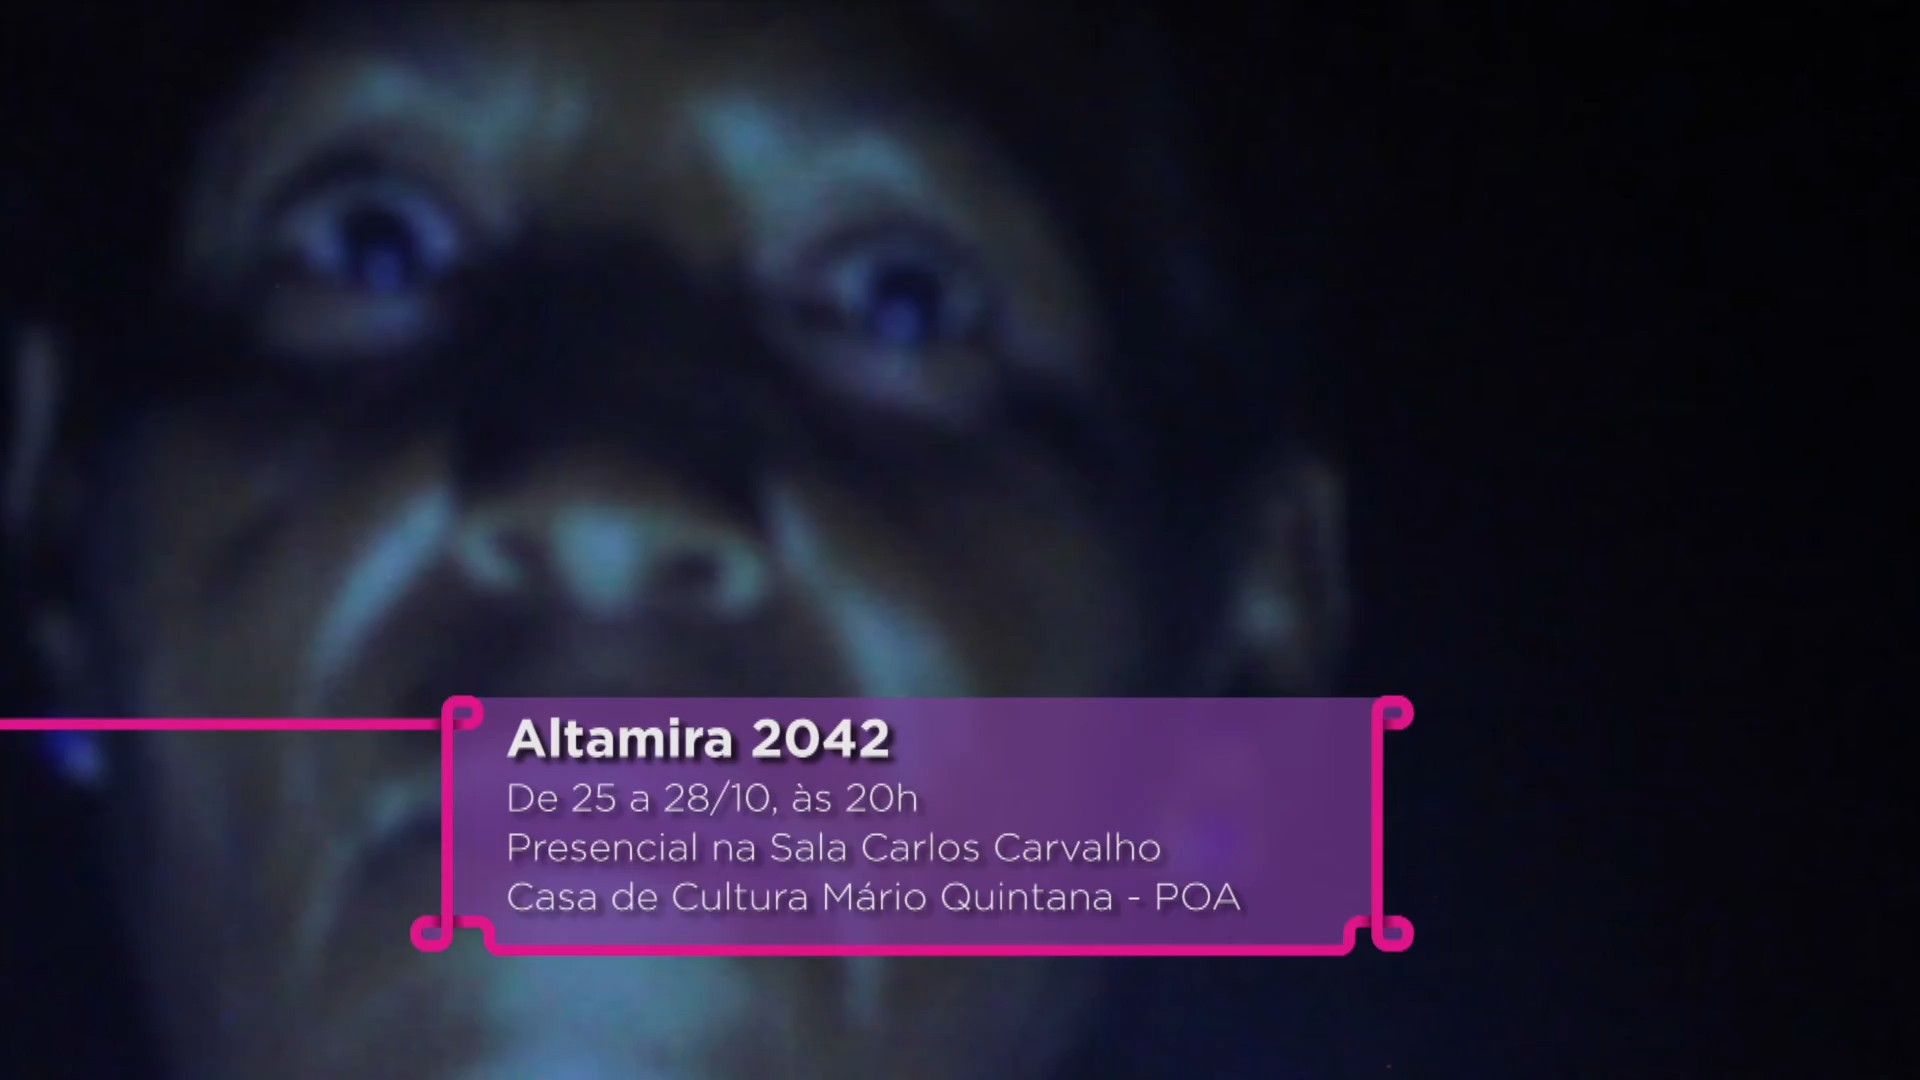 Altamira 2042
De 25 a 28/10, às 20h
Presencial na Sala Carlos Carvalho
Casa de Cultura Mário Quintana - POA